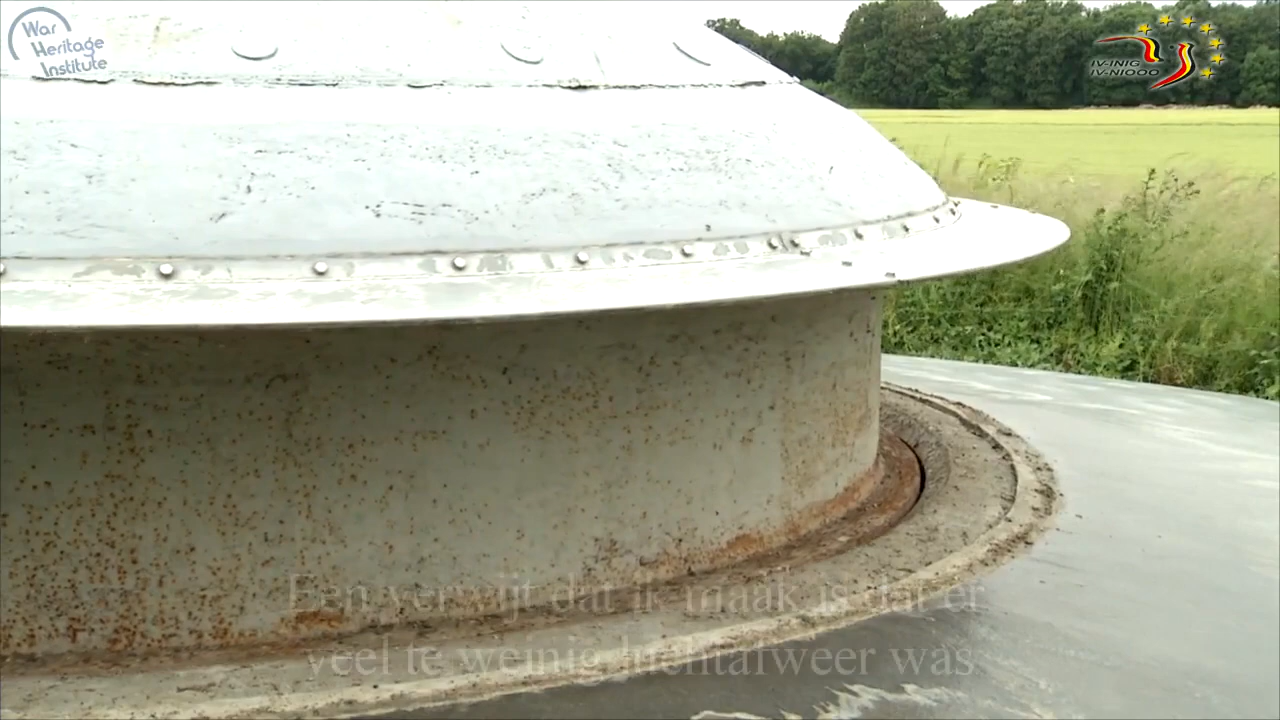 War
Heritage
Institute
IV-INIG
IV-NIOOO
Een verwijt dat ik maak is dat er
veel te weinig luchtafweer was